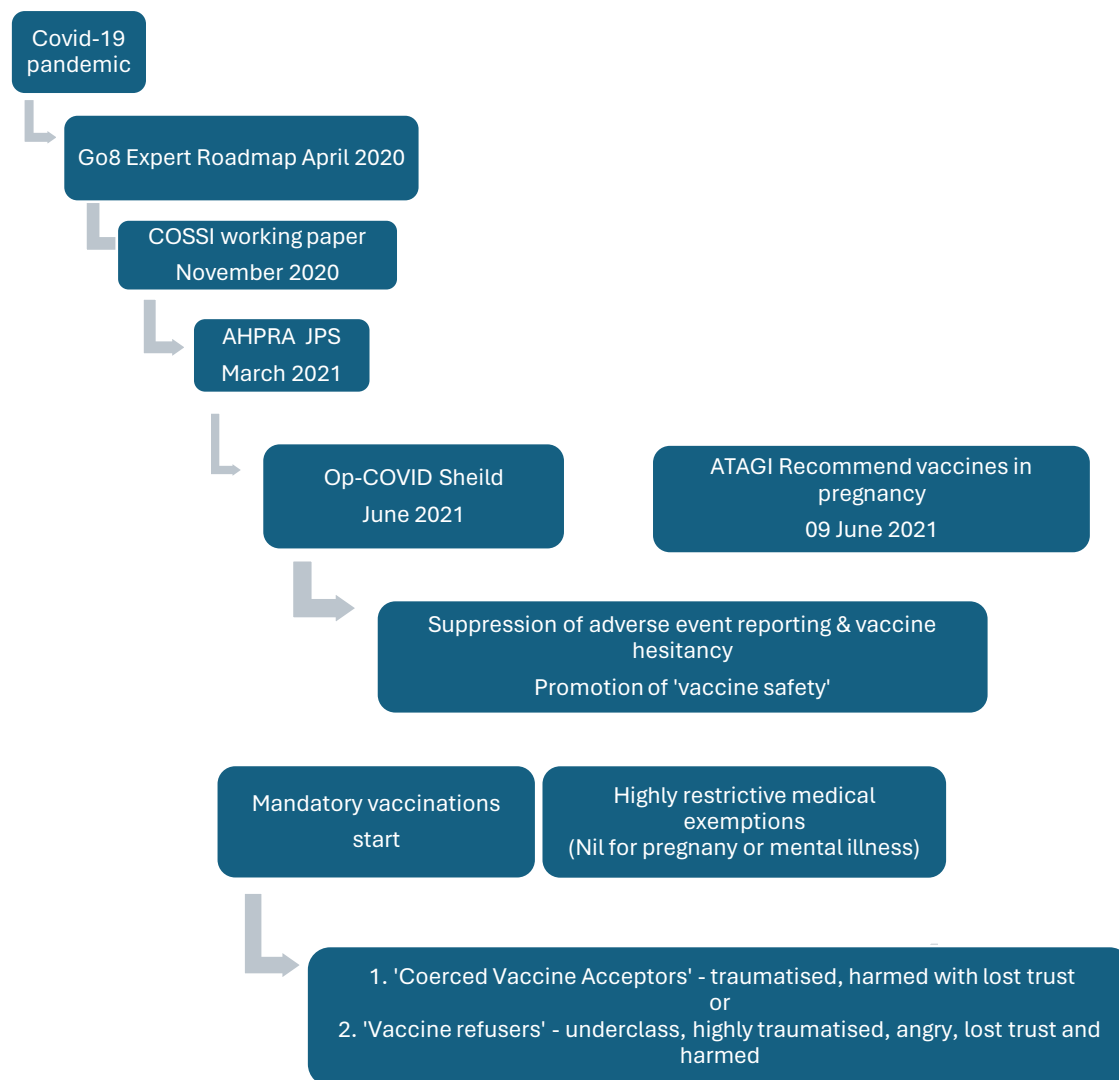 Covid-19
pandemic
Go8 Expert Roadmap April 2020
COSSI working paper
November 2020
AHPRA JPS
March 2021
Op-COVID Sheild
June 2021
ATAGI Recommend vaccines in
pregnancy
09 June 2021
Suppression of adverse event reporting & vaccine
hesitancy
Promotion of 'vaccine safety'
Mandatory vaccinations
start
Highly restrictive medical
exemptions
(Nil for pregnany or mental illness)
1. 'Coerced Vaccine Acceptors' - traumatised, harmed with lost trust
or
2. 'Vaccine refusers' - underclass, highly traumatised, angry, lost trust and
harmed